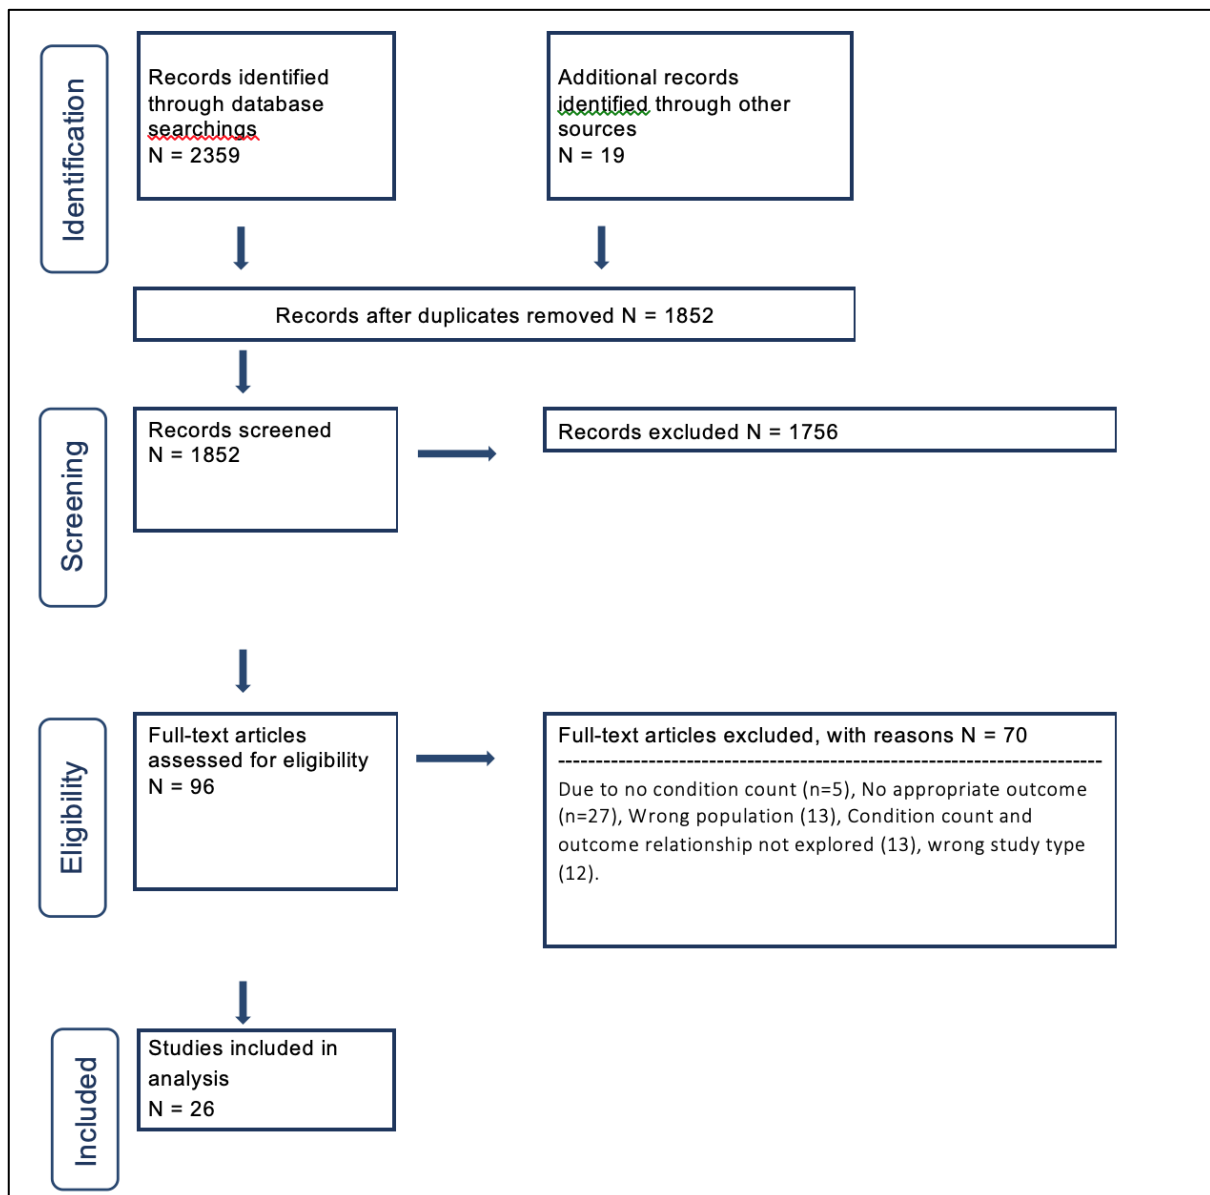 Identification
Records identified
through database
searchings
N = 2359
Additional records
identified through other
sources
N = 19
Records after duplicates removed N = 1852
Screening
Records screened
N = 1852
Records excluded N = 1756
Eligibility
Full-text articles
assessed for eligibility
N = 96
Full-text articles excluded, with reasons N = 70
Due to no condition count (n=5), No appropriate outcome
(n=27), Wrong population (13), Condition count and
outcome relationship not explored (13), wrong study type
(12).
Included
Studies included in
analysis
N = 26